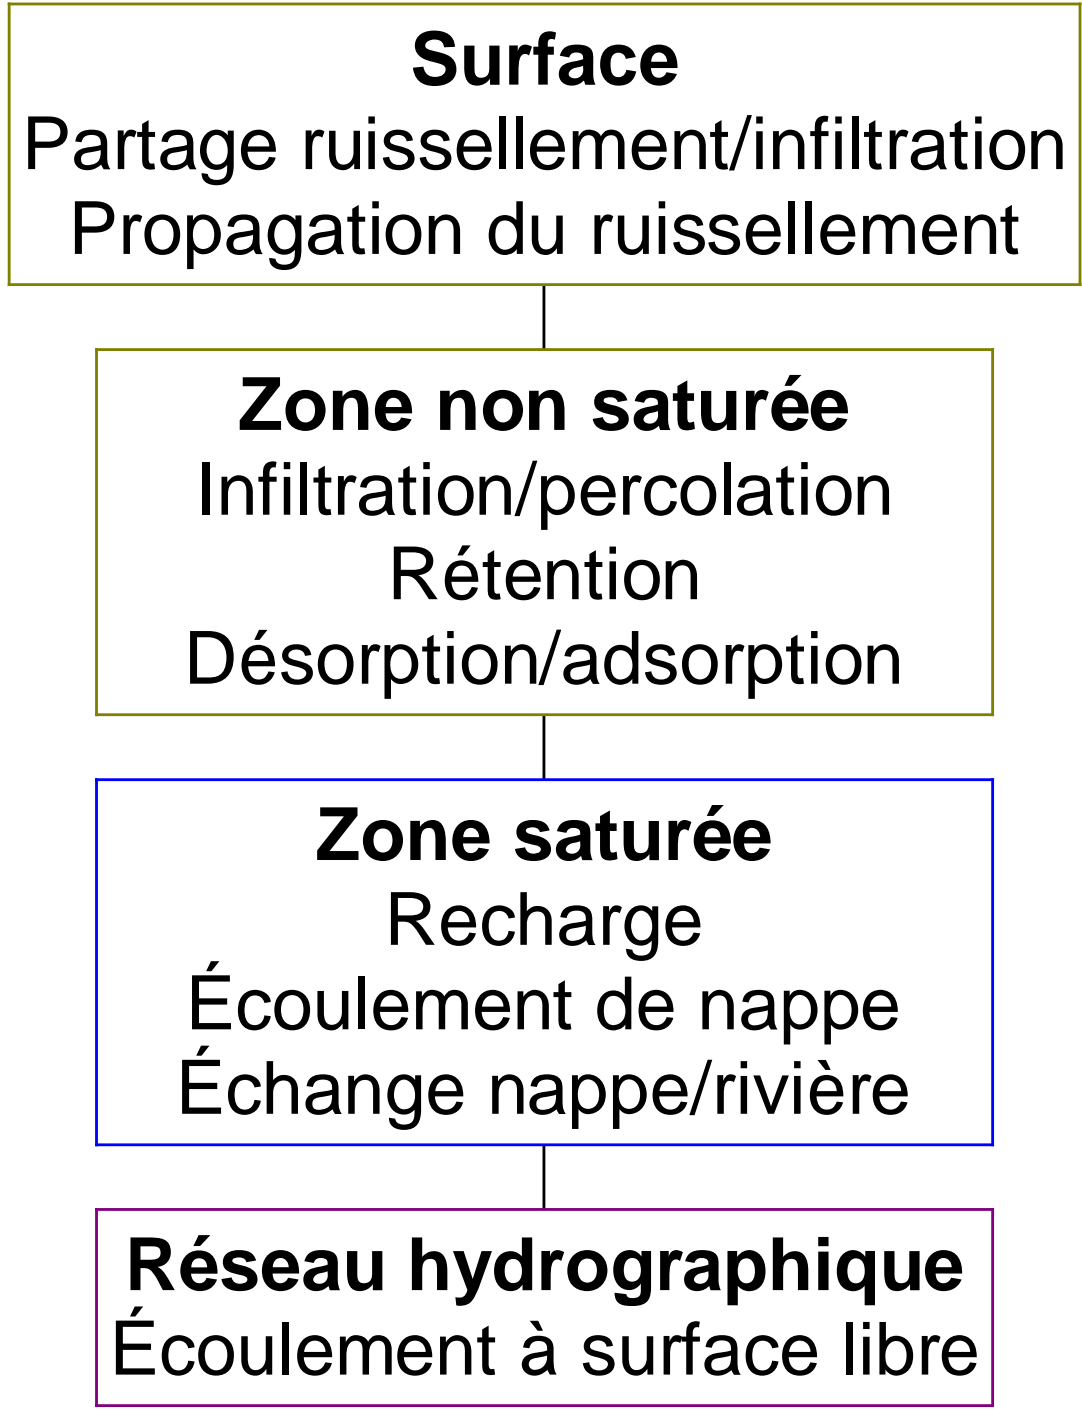 Surface
Partage ruissellement/infiltration
Propagation du ruissellement
Zone non saturée
Infiltration/percolation
Rétention
Désorption/adsorption
Zone saturée
Recharge
Écoulement de nappe
Échange nappe/rivière
Réseau hydrographique
Écoulement à surface libre